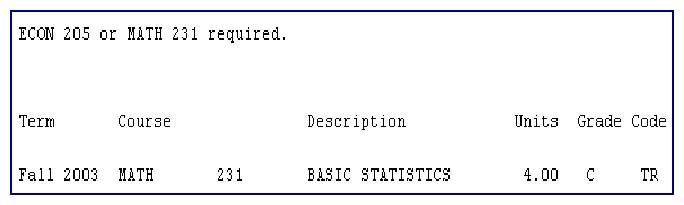 ECON 205 or MATH 231 required.
Term Course Description Units Grade Code
Fall 2003 MATH 231 BASIC STATISTICS 4.00 C TR